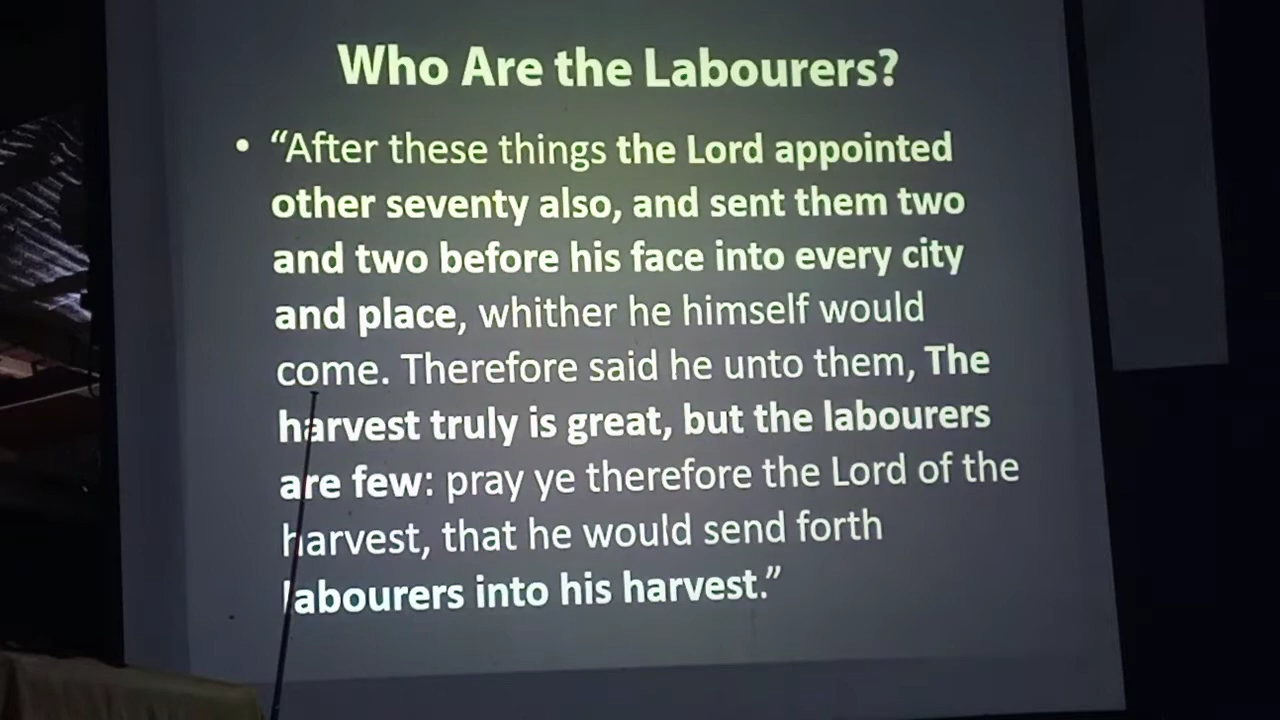 Who Are the Labourers?
• “After these things the Lord appointed
other seventy also, and sent them two
and two before his face into every city
and place, whither he himself would
come. Therefore said he unto them, The
harvest truly is great, but the labourers
are few: pray ye therefore the Lord of the
harvest, that he would send forth
labourers into his harvest.”